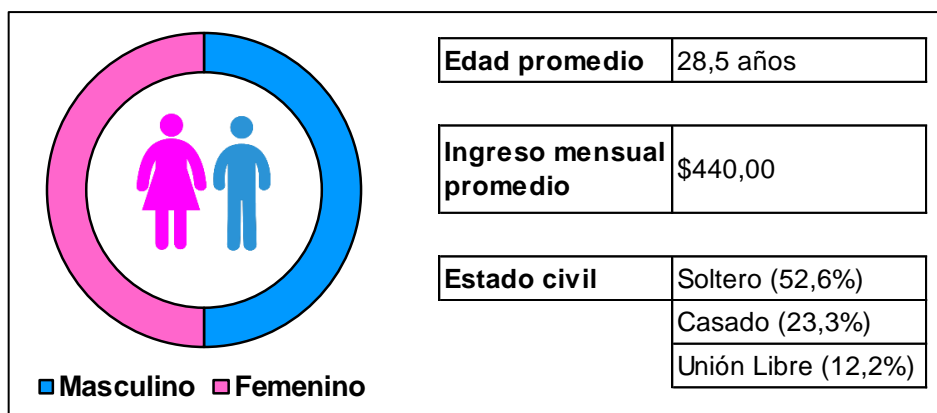 Edad promedio 28,5 años
Ingreso mensual promedio $440,00
Estado civil Soltero (52,6%)
Casado (23,3%)
Unión Libre (12,2%)
Masculino Femenino